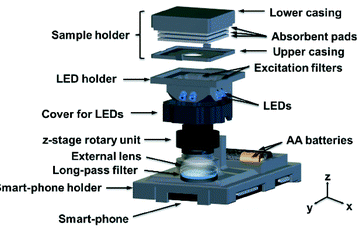 Lower casing
Sample holder
Absorbent pads
Upper casing
Excitation filters
LED holder
LEDs
Cover for LEDs
z-stage rotary unit
AA batteries
External lens
Long-pass filter
Smart-phone holder
Smart-phone
z
y
x